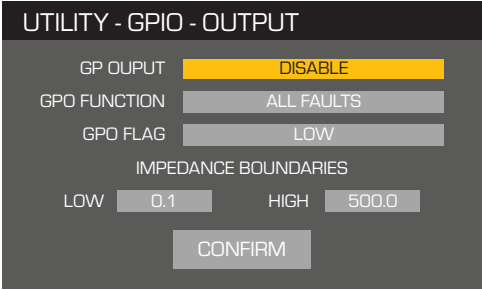 UTILITY - GPIO - OUTPUT
GP OUPUT DISABLE
GPO FUNCTION ALL FAULTS
GPO FLAG LOW
IMPEDANCE BOUNDARIES
LOW 0.1 HIGH 500.0
CONFIRM